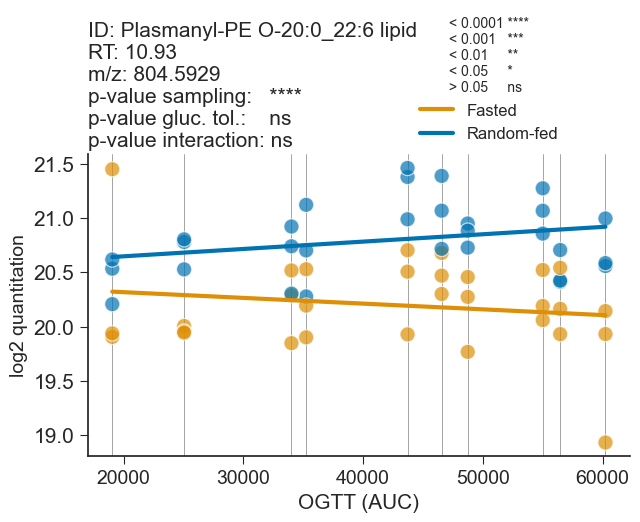 ID: Plasmanyl-PE O-20:0_22:6 lipid
RT: 10.93
m/z: 804.5929
p-value sampling: ****
p-value gluc. tol.: ns
p-value interaction: ns
< 0.0001 ****
< 0.001 ***
< 0.01 **
< 0.05 *
> 0.05 ns
Fasted
Random-fed
21.5
21.0
20.5
20.0
19.5
19.0
log2 quantitation
20000 30000 40000 50000 60000
OGTT (AUC)